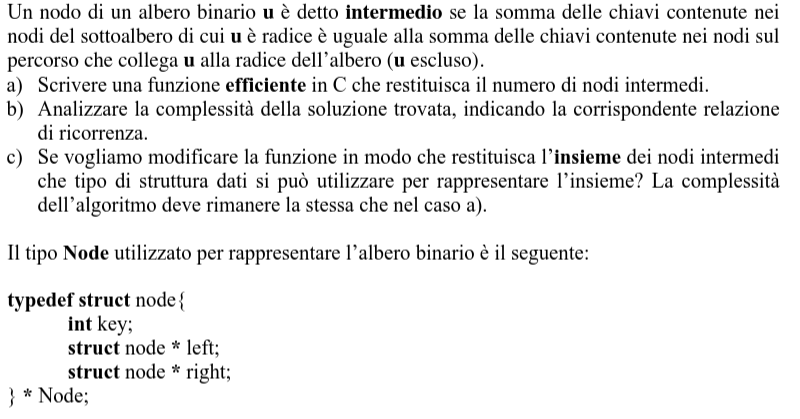 Un nodo di un albero binario u è detto intermedio se la somma delle chiavi contenute nei
nodi del sottoalbero di cui u è radice è uguale alla somma delle chiavi contenute nei nodi sul
percorso che collega u alla radice dell'albero (u escluso).
a) Scrivere una funzione efficiente in C che restituisca il numero di nodi intermedi.
b) Analizzare la complessità della soluzione trovata, indicando la corrispondente relazione
di ricorrenza.
c) Se vogliamo modificare la funzione in modo che restituisca l'insieme dei nodi intermedi
che tipo di struttura dati si può utilizzare per rappresentare l'insieme? La complessità
dell'algoritmo deve rimanere la stessa che nel caso a).
Il tipo Node utilizzato per rappresentare l'albero binario è il seguente:
typedef struct node{
int key;
struct node * left;
struct node * right;
} * Node;